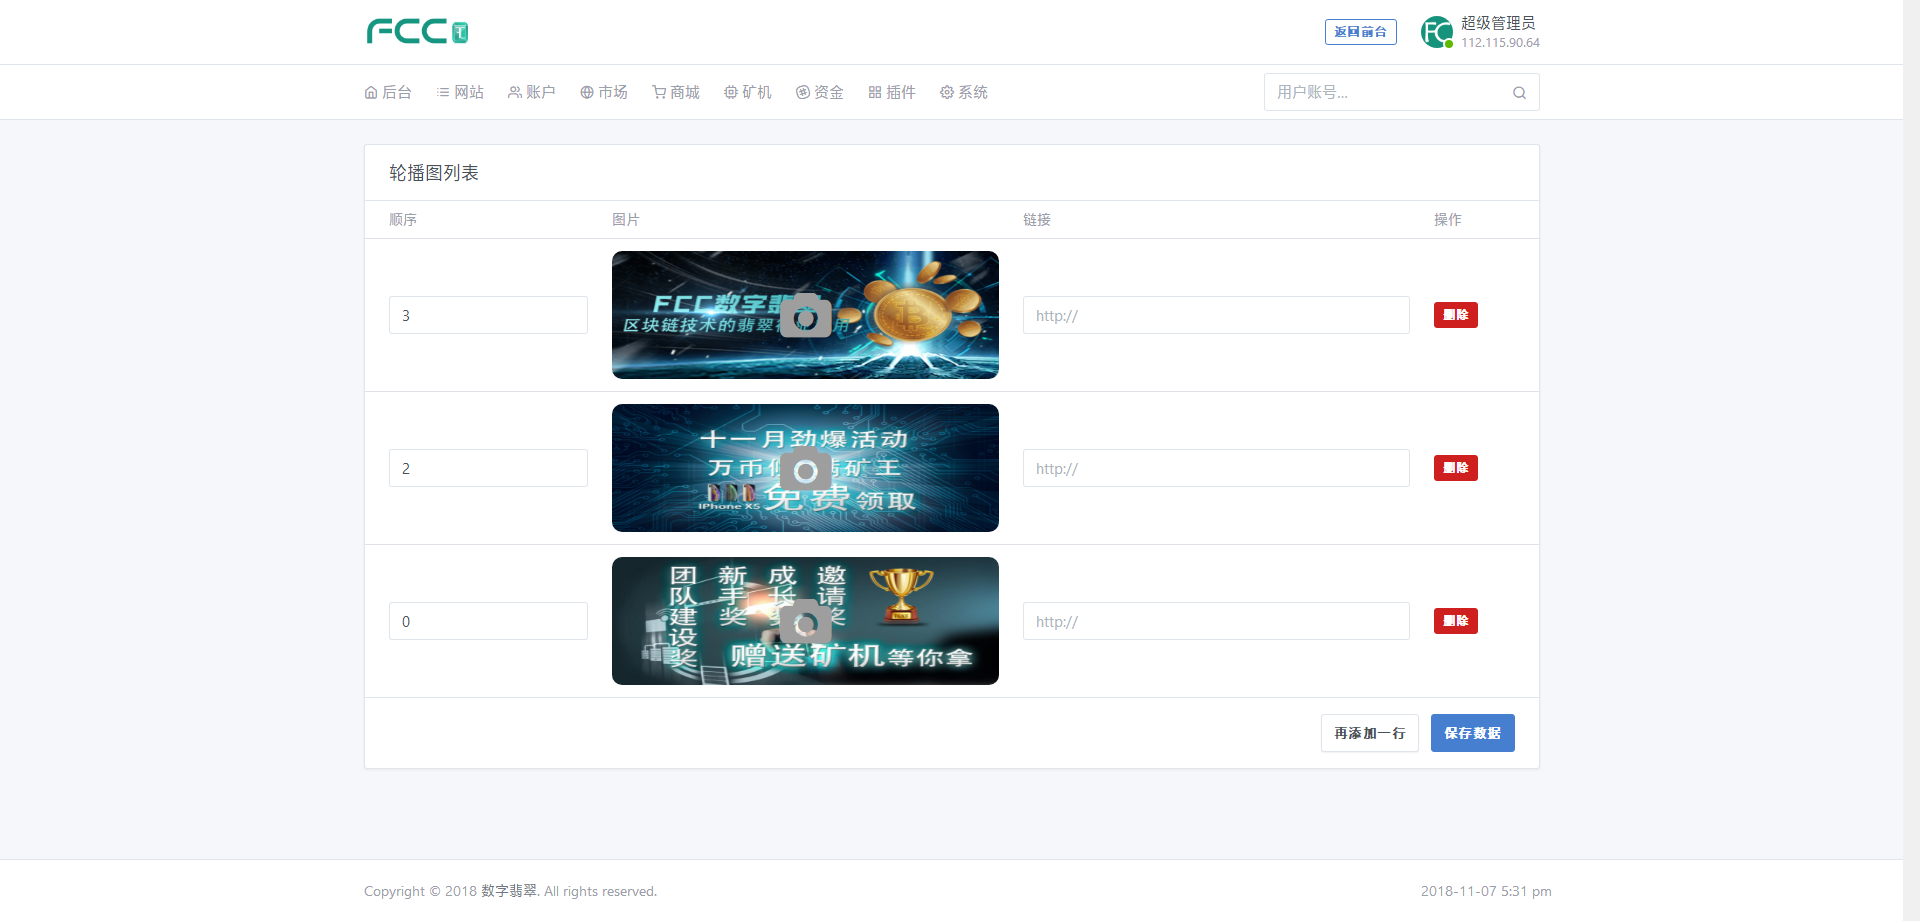 FCC
返回前台
超级管理员
112.115.90.64
后台 网站 账户 市场 商城 矿机 资金 插件 系统
用户账号...
轮播图列表
顺序 图片 链接 操作
3
FCC数字翡
区块链技术的翡翠 用
http://
删除
2
十一月劲爆活动
万币 矿王
IPhone XS 免费领取
http://
删除
0
团队建设奖
新手奖
成长
邀请奖
赠送矿机等你拿
http://
删除
再添加一行 保存数据
Copyright © 2018 数字翡翠. All rights reserved.
2018-11-07 5:31 pm